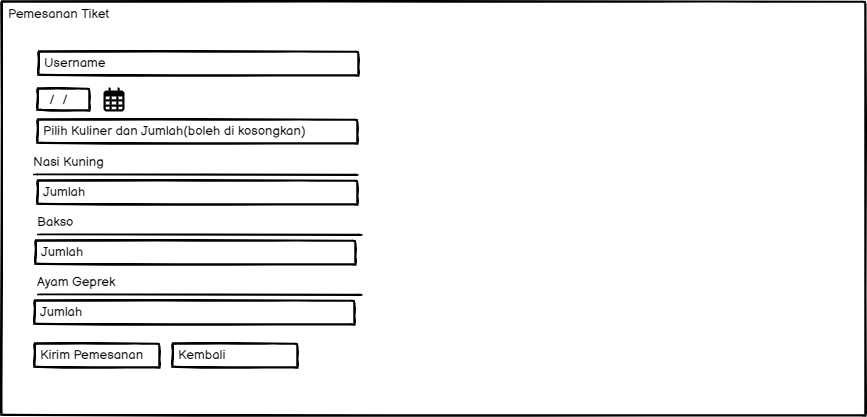 Pemesanan Tiket
Username
/ /
Pilih Kuliner dan Jumlah(boleh di kosongkan)
Nasi Kuning
Jumlah
Bakso
Jumlah
Ayam Geprek
Jumlah
Kirim Pemesanan
Kembali